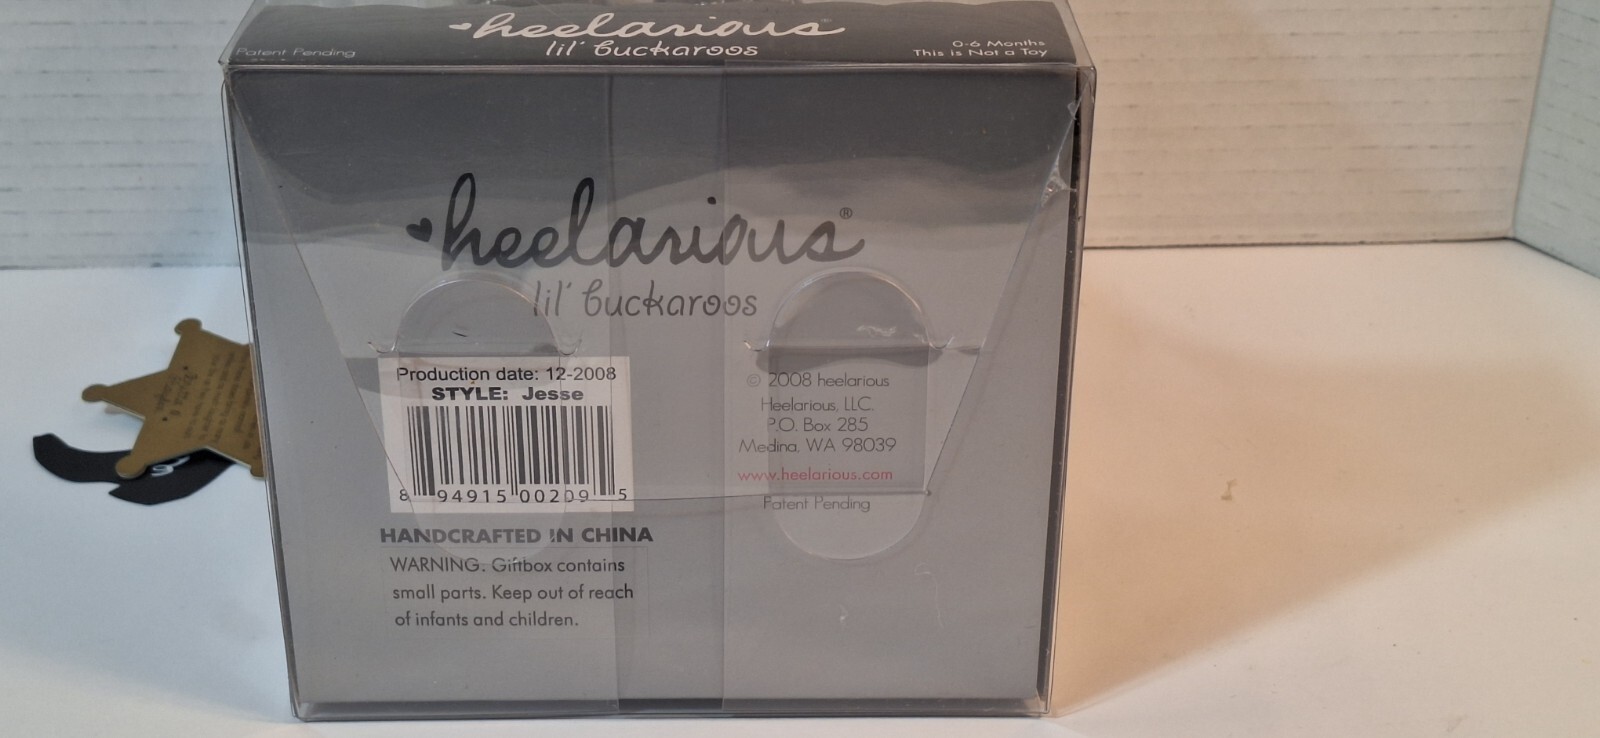 heelarious
lil' buckaroos
Patent Pending
0-6 Months
This is Not a Toy
heelarious®
lil' buckaroos
Production date: 12-2008
STYLE: Jesse
8 94915 00209 5
HANDCRAFTED IN CHINA
WARNING. Giftbox contains
small parts. Keep out of reach
of infants and children.
© 2008 heelarious
Heelarious, LLC.
P.O. Box 285
Medina, WA 98039
www.heelarious.com
Patent Pending